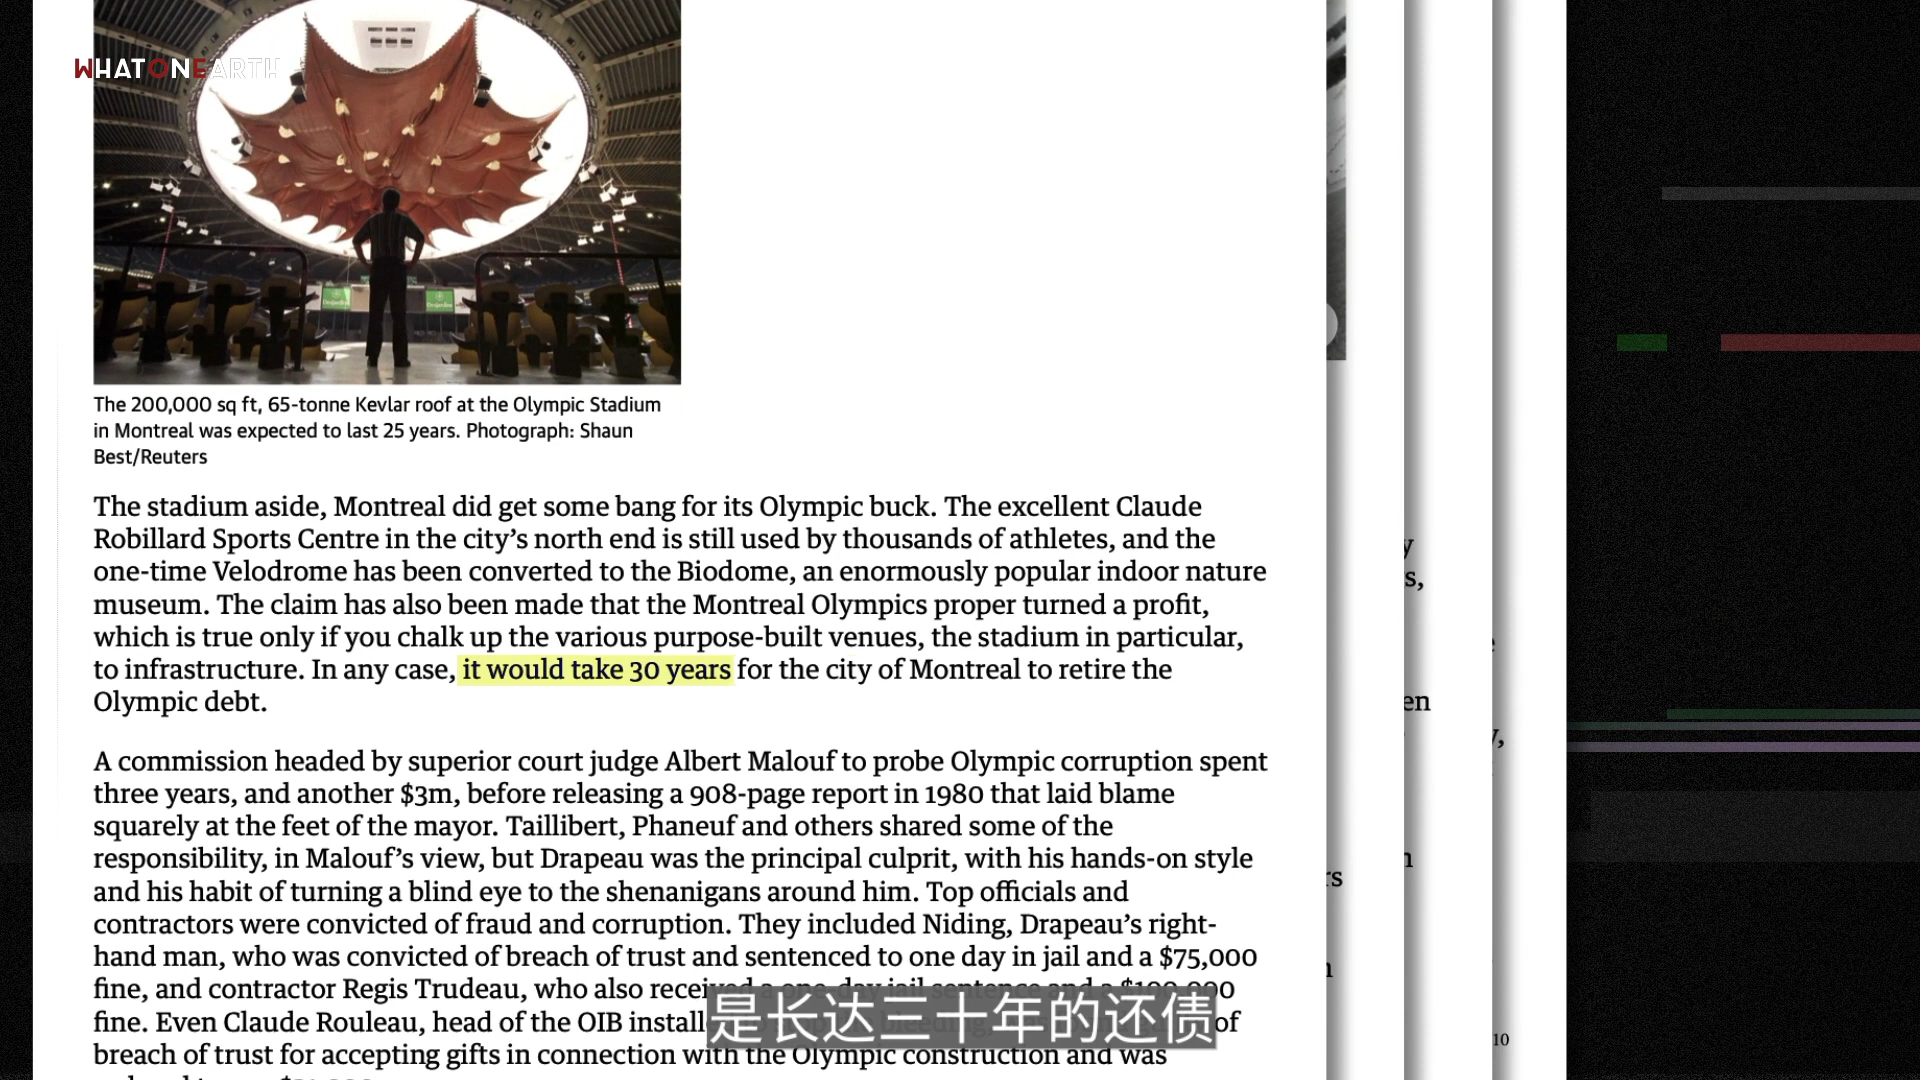 WHATONEARTH
The 200,000 sq ft, 65-tonne Kevlar roof at the Olympic Stadium
in Montreal was expected to last 25 years. Photograph: Shaun
Best/Reuters
The stadium aside, Montreal did get some bang for its Olympic buck. The excellent Claude
Robillard Sports Centre in the city’s north end is still used by thousands of athletes, and the
one-time Velodrome has been converted to the Biodome, an enormously popular indoor nature
museum. The claim has also been made that the Montreal Olympics proper turned a profit,
which is true only if you chalk up the various purpose-built venues, the stadium in particular,
to infrastructure. In any case, it would take 30 years for the city of Montreal to retire the
Olympic debt.
A commission headed by superior court judge Albert Malouf to probe Olympic corruption spent
three years, and another $3m, before releasing a 908-page report in 1980 that laid blame
squarely at the feet of the mayor. Taillibert, Phaneuf and others shared some of the
responsibility, in Malouf’s view, but Drapeau was the principal culprit, with his hands-on style
and his habit of turning a blind eye to the shenanigans around him. Top officials and
contractors were convicted of fraud and corruption. They included Niding, Drapeau’s right-
hand man, who was convicted of breach of trust and sentenced to one day in jail and a $75,000
fine, and contractor Regis Trudeau, who also received a one-day jail sentence and a $100,000
fine. Even Claude Rouleau, head of the OIB of
是长达三十年的还债
breach of trust for accepting gifts in connection with the Olympic construction and was
10